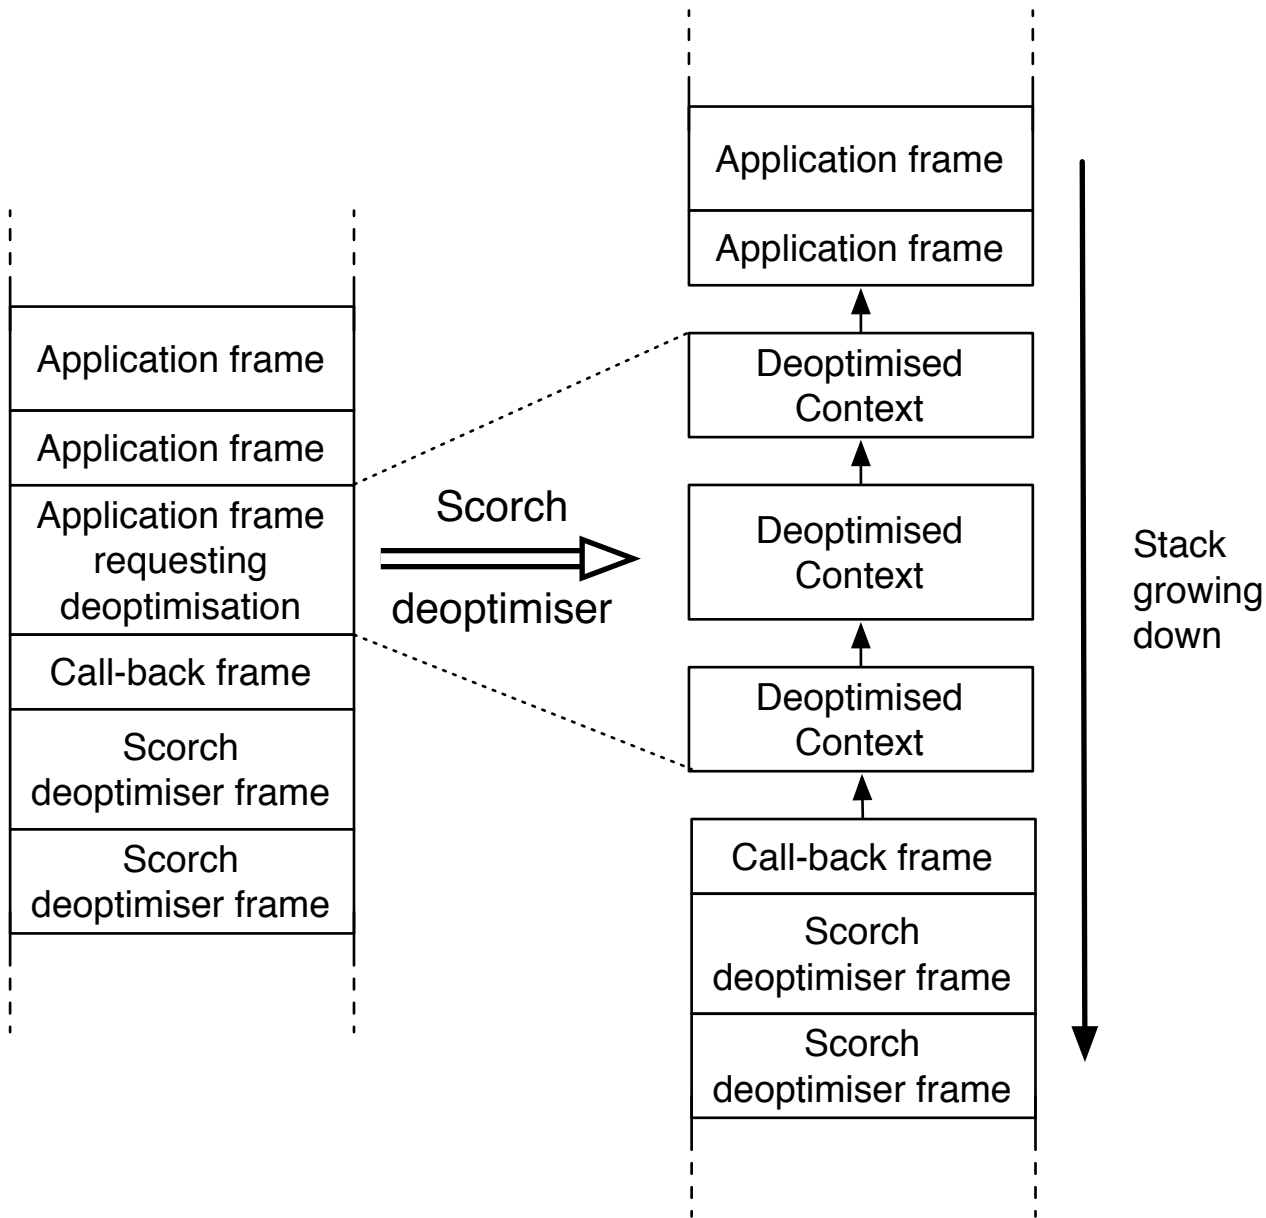 Application frame
Application frame
Application frame
requesting
deoptimisation
Call-back frame
Scorch
deoptimiser frame
Scorch
deoptimiser frame
Scorch
deoptimiser
Application frame
Application frame
Deoptimised
Context
Deoptimised
Context
Deoptimised
Context
Call-back frame
Scorch
deoptimiser frame
Scorch
deoptimiser frame
Stack
growing
down